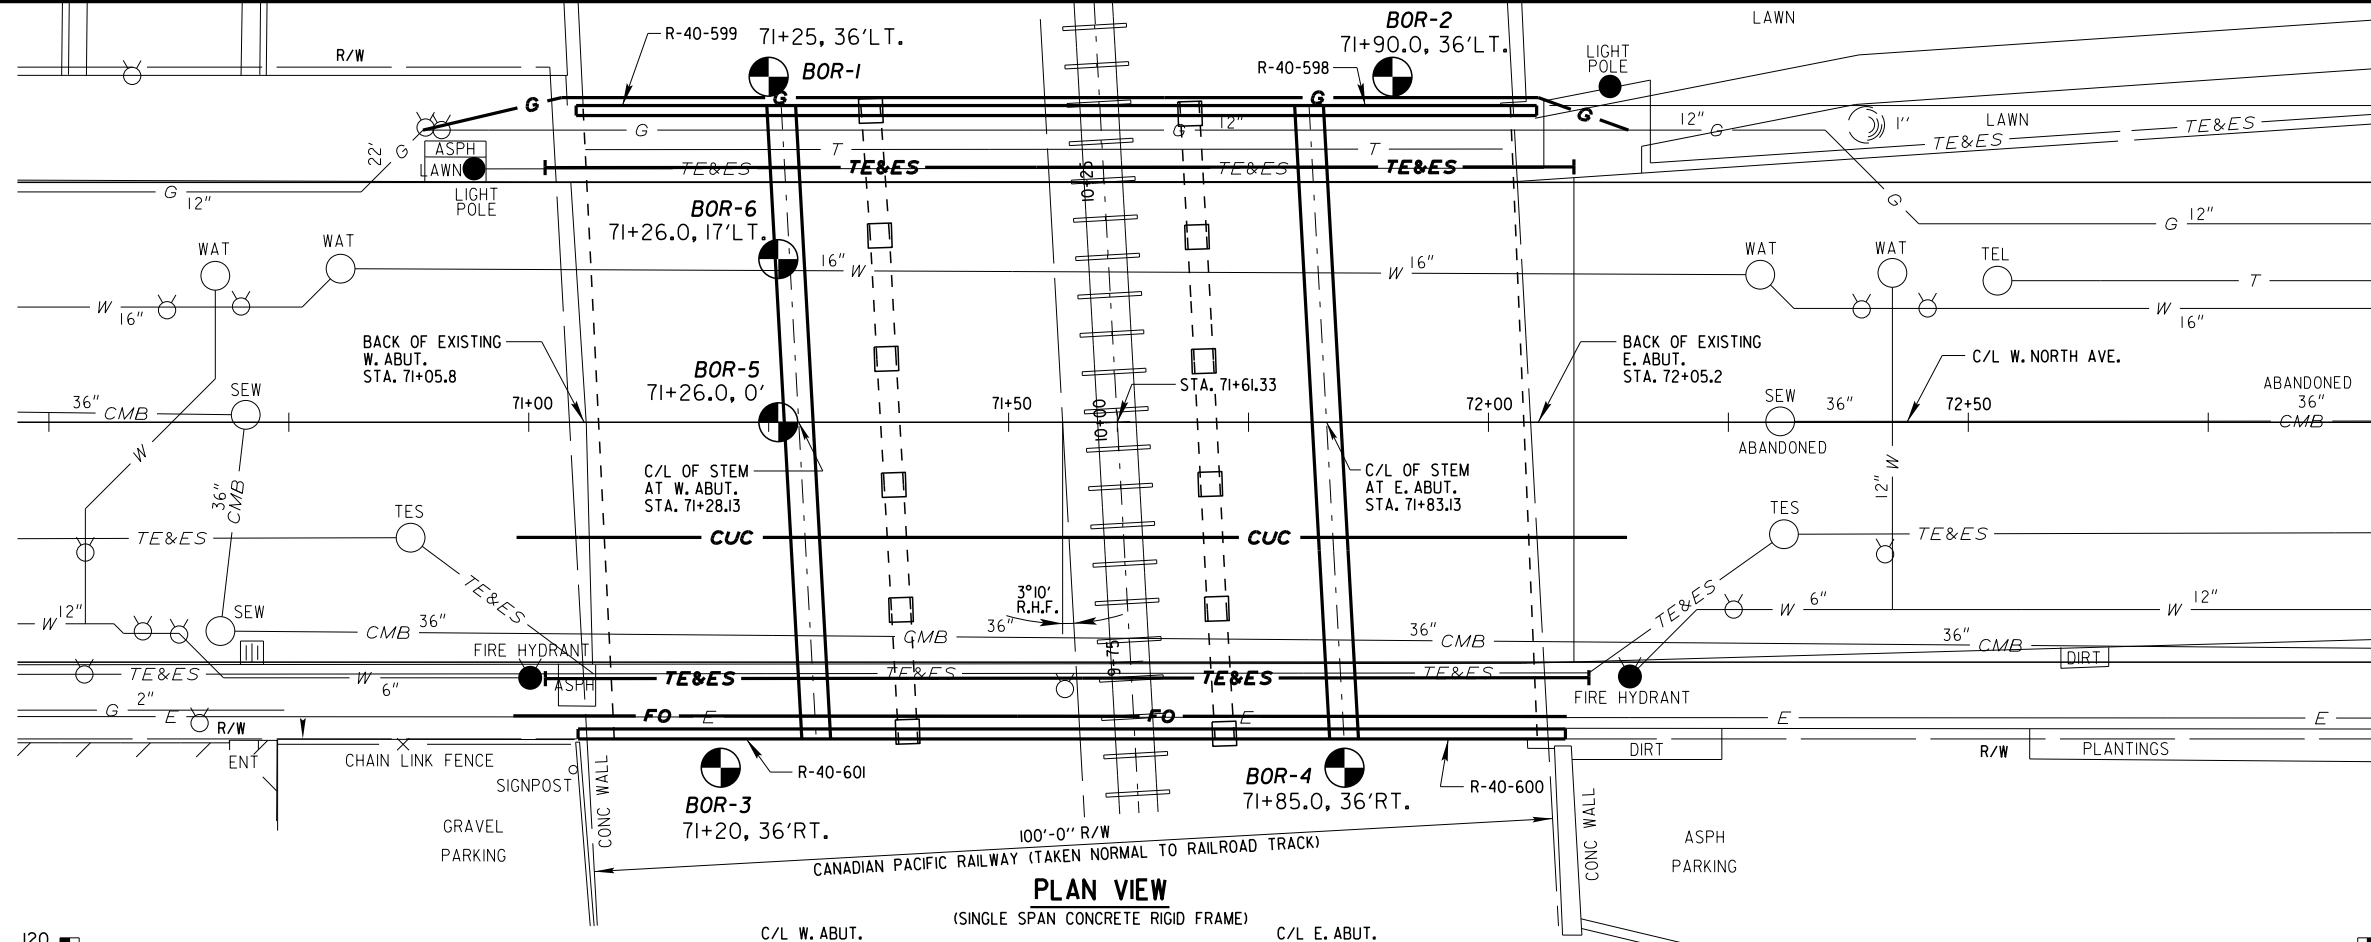 BOR-2
LAWN
R-40-599
71+25, 36'LT.
71+90.0, 36'LT.
R/W
LIGHT
POLE
BOR-1
R-40-598
G
G
G
G
G
G
12"
12"
G
1"
LAWN
TE&ES
TE&ES
22'
G
ASPH
T
T
LAWN
TE&ES
TE&ES
TE&ES
TE&ES
10+25
LIGHT
POLE
G
12"
G
G
12"
BOR-6
71+26.0, 17'LT.
WAT
WAT
16"
W
W
16"
WAT
WAT
TEL
T
W
16"
W
16"
BACK OF EXISTING
W. ABUT.
STA. 71+05.8
BACK OF EXISTING
E. ABUT.
STA. 72+05.2
C/L W. NORTH AVE.
BOR-5
71+26.0, 0'
STA. 71+61.33
SEW
36"
CMB
71+00
71+50
10+00
72+00
SEW
36"
72+50
ABANDONED
36"
CMB
ABANDONED
W
C/L OF STEM
AT W. ABUT.
STA. 71+28.13
C/L OF STEM
AT E. ABUT.
STA. 71+83.13
36"
CMB
12"
W
TES
TES
TE&ES
CUC
CUC
TE&ES
TE&ES
TE&ES
3°10'
R.H.F.
W
12"
SEW
W
6"
W
12"
CMB
36"
CMB
36"
36"
CMB
36"
CMB
FIRE HYDRANT
DIRT
TE&ES
W
6"
ASPH
TE&ES
TE&ES
TE&ES
TE&ES
9+75
FIRE HYDRANT
G
2"
E
R/W
FO
E
FO
E
E
E
ENT
CHAIN LINK FENCE
SIGNPOST
CONC WALL
R-40-601
BOR-3
71+20, 36'RT.
BOR-4
71+85.0, 36'RT.
R-40-600
DIRT
R/W
PLANTINGS
CONC WALL
GRAVEL
PARKING
ASPH
PARKING
100'-0" R/W
CANADIAN PACIFIC RAILWAY (TAKEN NORMAL TO RAILROAD TRACK)
PLAN VIEW
(SINGLE SPAN CONCRETE RIGID FRAME)
C/L W. ABUT.
C/L E. ABUT.
120